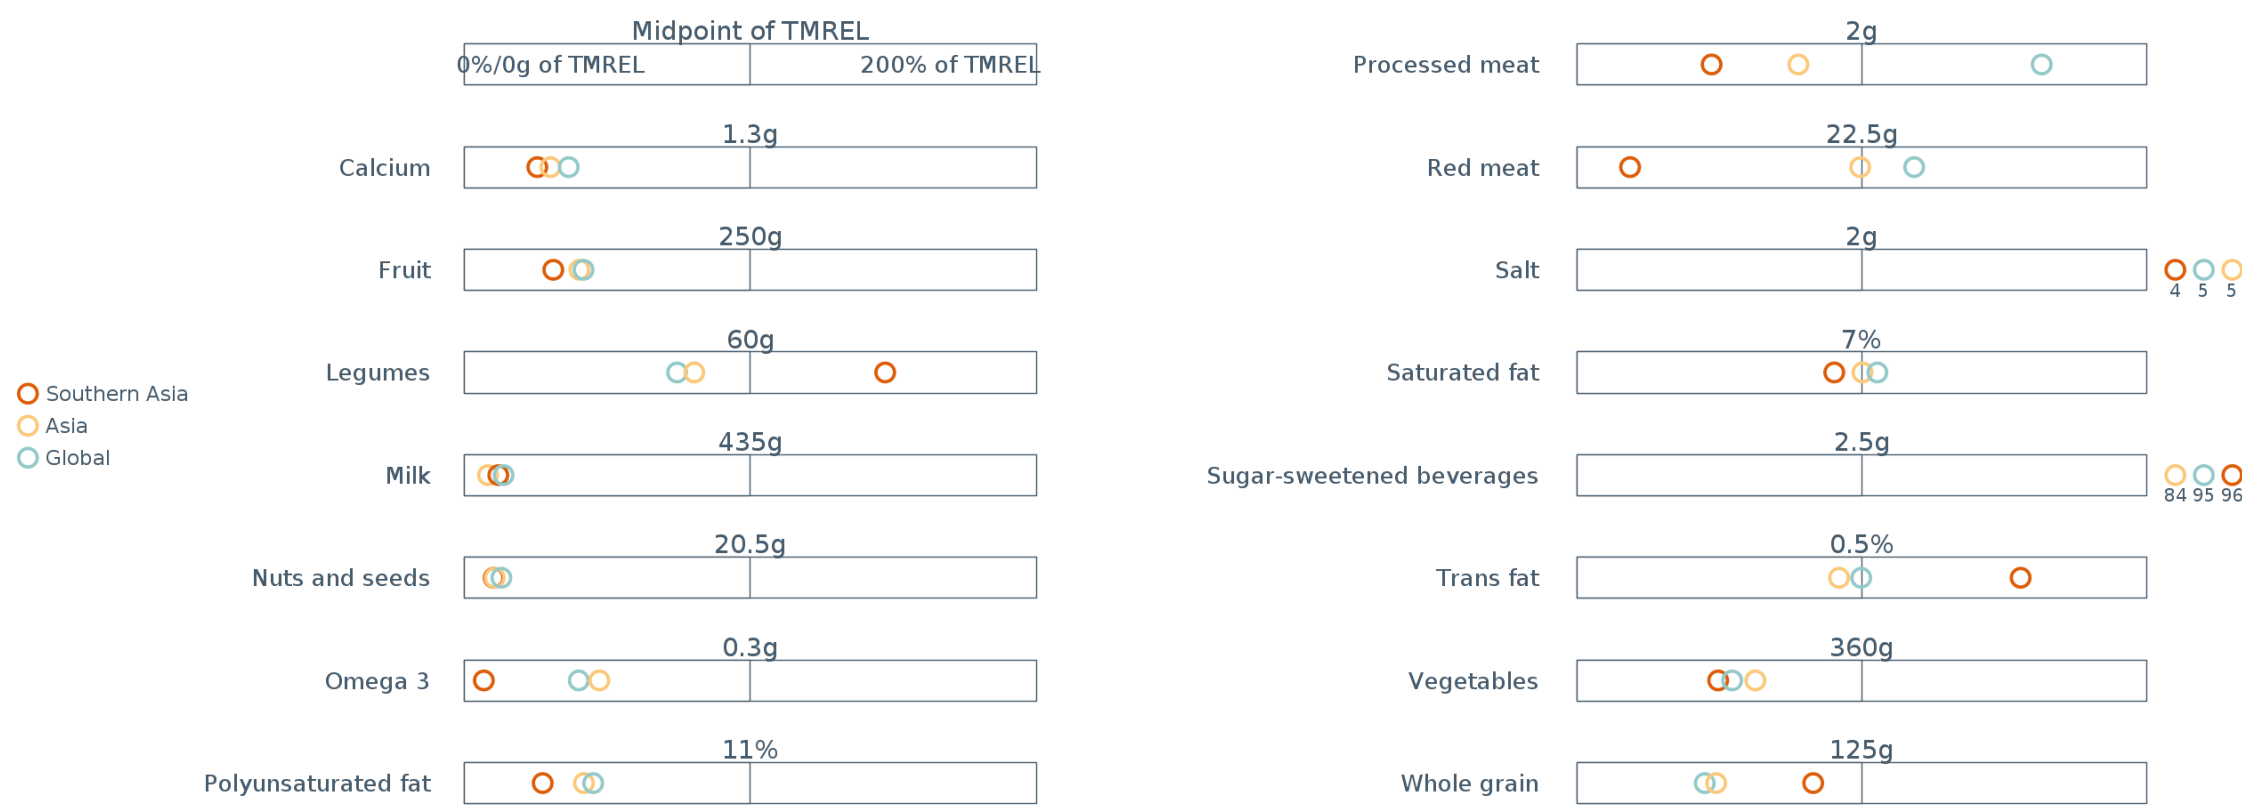 Midpoint of TMREL
0%/0g of TMREL
200% of TMREL
Calcium
1.3g
Fruit
250g
Legumes
60g
Milk
435g
Nuts and seeds
20.5g
Omega 3
0.3g
Polyunsaturated fat
11%
Southern Asia
Asia
Global
Processed meat
2g
Red meat
22.5g
Salt
2g
4 5 5
Saturated fat
7%
Sugar-sweetened beverages
2.5g
84 95 96
Trans fat
0.5%
Vegetables
360g
Whole grain
125g